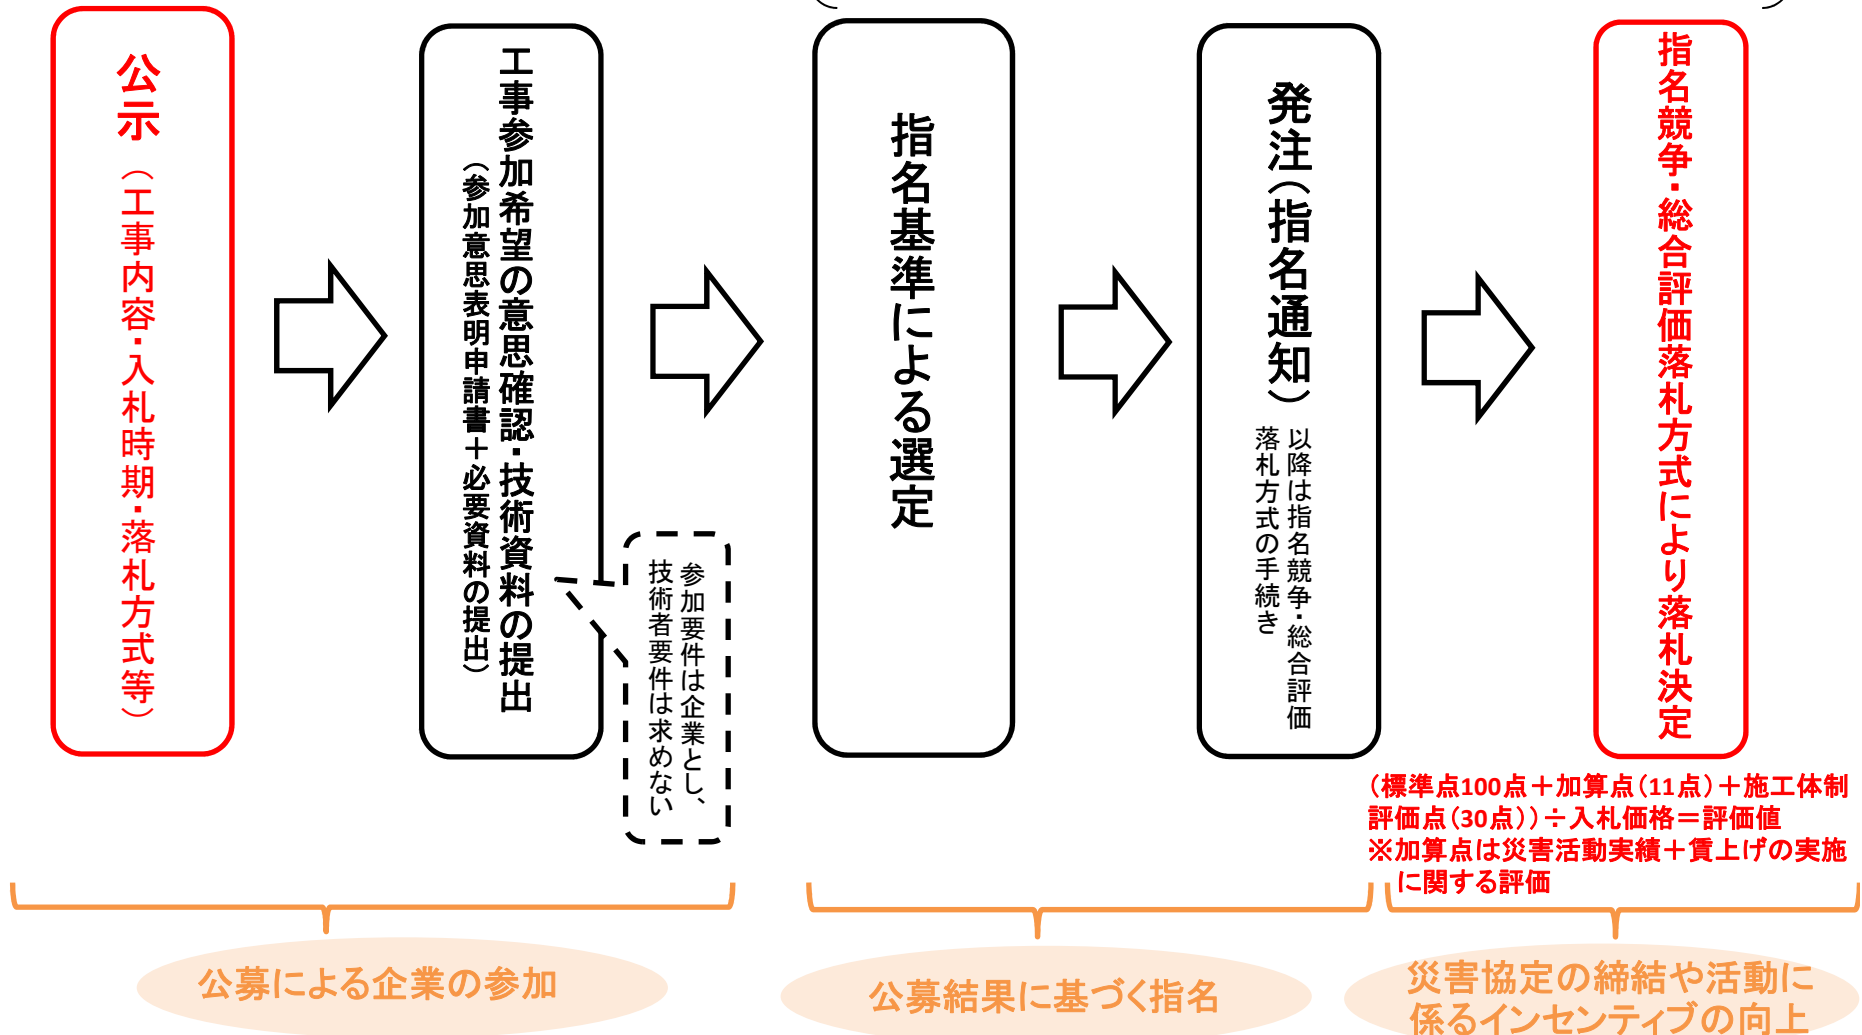 公示（工事内容・入札時期・落札方式等）
工事参加希望の意思確認・技術資料の提出
（参加意思表明申請書＋必要資料の提出）
参加要件は企業とし、
技術者要件は求めない
指名基準による選定
発注（指名通知）
以降は指名競争・総合評価
落札方式の手続き
指名競争・総合評価落札方式により落札決定
（標準点100点＋加算点（11点）＋施工体制
評価点（30点））÷入札価格＝評価値
※加算点は災害活動実績＋賃上げの実施
に関する評価
公募による企業の参加
公募結果に基づく指名
災害協定の締結や活動に
係るインセンティブの向上